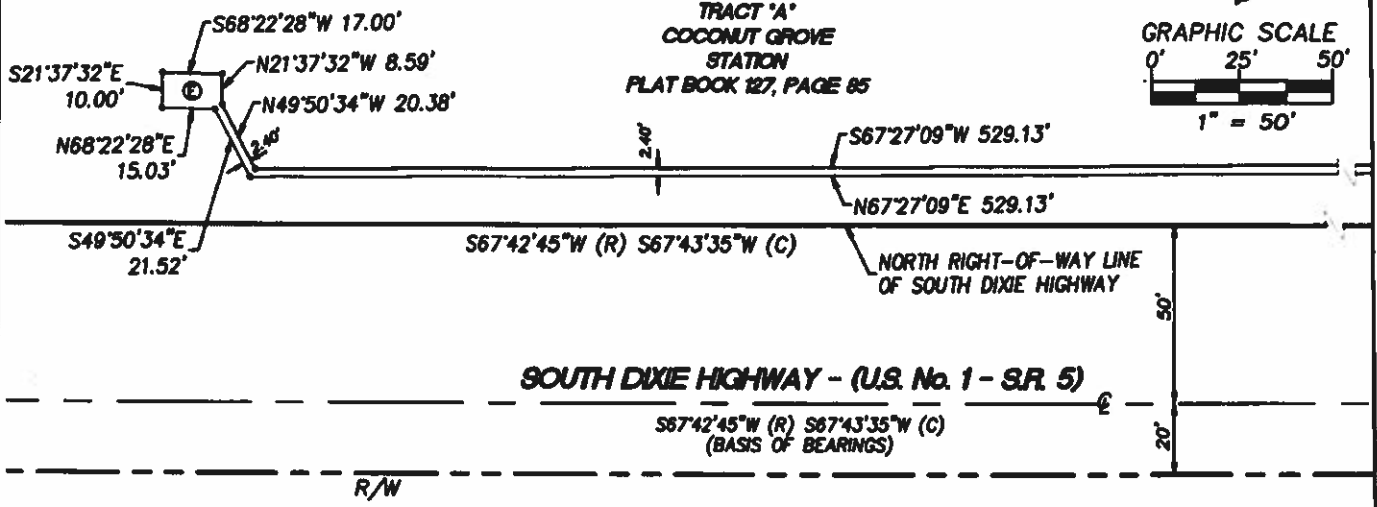 S68°22'28"W 17.00'
TRACT "A"
COCONUT GROVE
STATION
PLAT BOOK 127, PAGE 85
GRAPHIC SCALE
0' 25' 50'
1" = 50'
S21°37'32"E
10.00'
N21°37'32"W 8.59'
E
N49°50'34"W 20.38'
N68°22'28"E
15.03'
2.40'
2.40'
S67°27'09"W 529.13'
N67°27'09"E 529.13'
S49°50'34"E
21.52'
S67°42'45"W (R) S67°43'35"W (C)
NORTH RIGHT-OF-WAY LINE
OF SOUTH DIXIE HIGHWAY
50'
SOUTH DIXIE HIGHWAY - (U.S. No. 1 - S.R. 5)
℄
S67°42'45"W (R) S67°43'35"W (C)
(BASIS OF BEARINGS)
20'
R/W